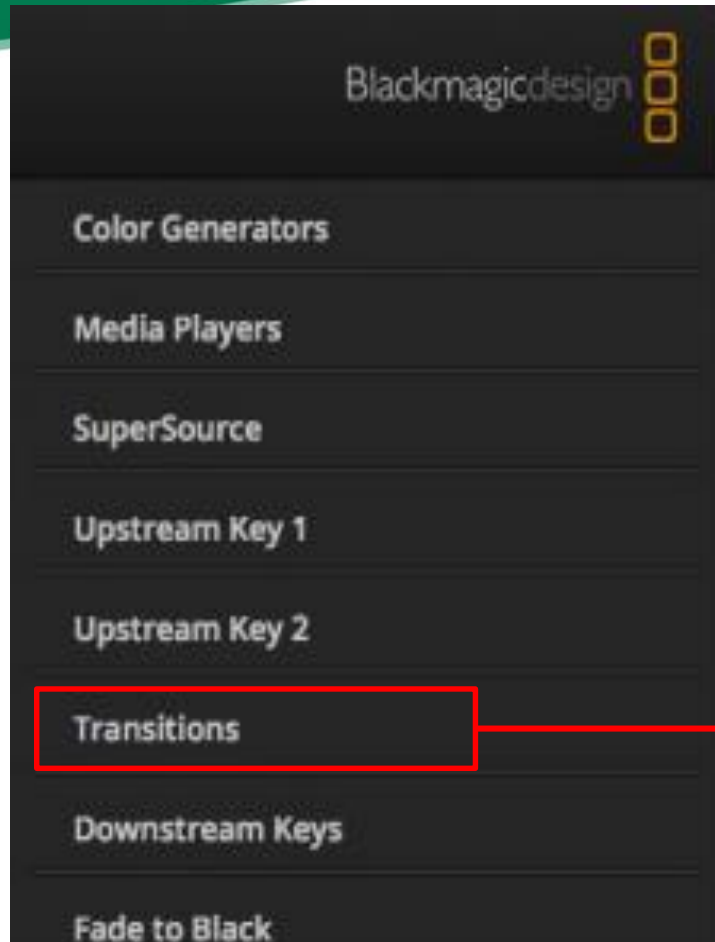 Blackmagicdesign
Color Generators
Media Players
SuperSource
Upstream Key 1
Upstream Key 2
Transitions
Downstream Keys
Fade to Black